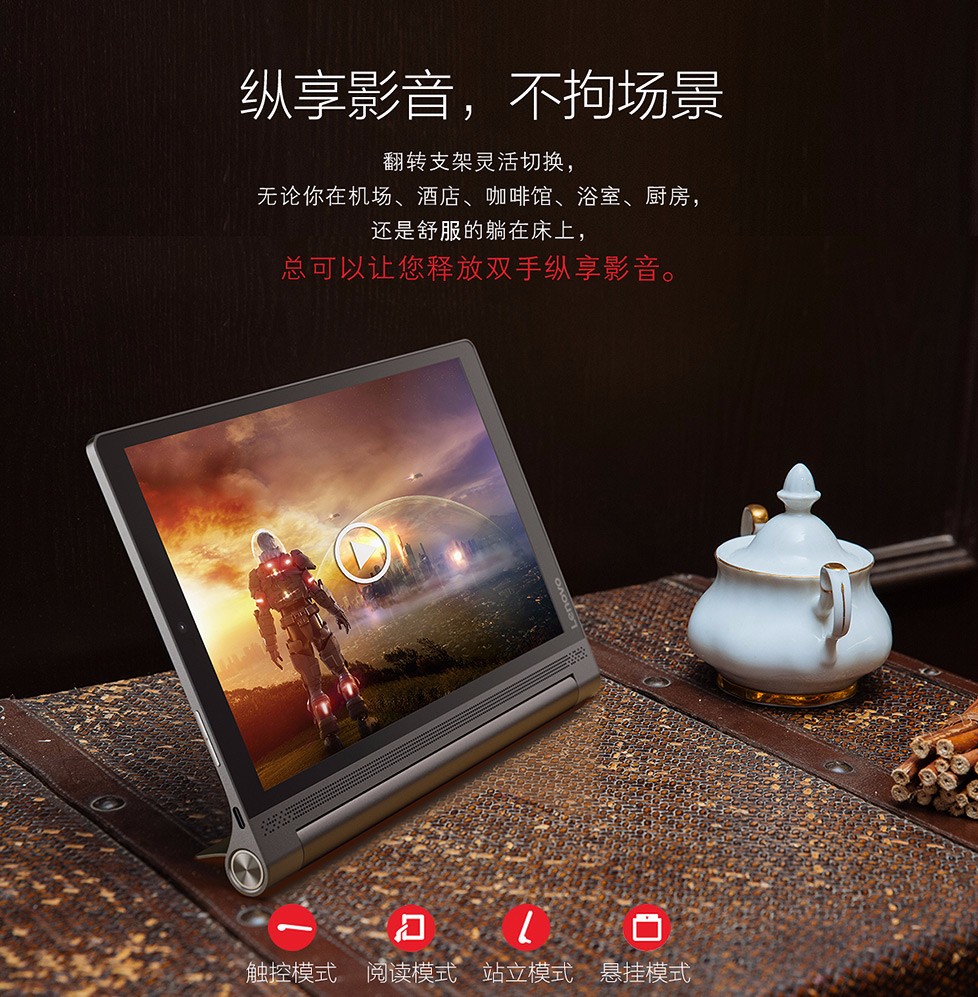 纵享影音，不拘场景
翻转支架灵活切换，
无论你在机场、酒店、咖啡馆、浴室、厨房，
还是舒服的躺在床上，
总可以让您释放双手纵享影音。
Lenovo
触控模式 阅读模式 站立模式 悬挂模式